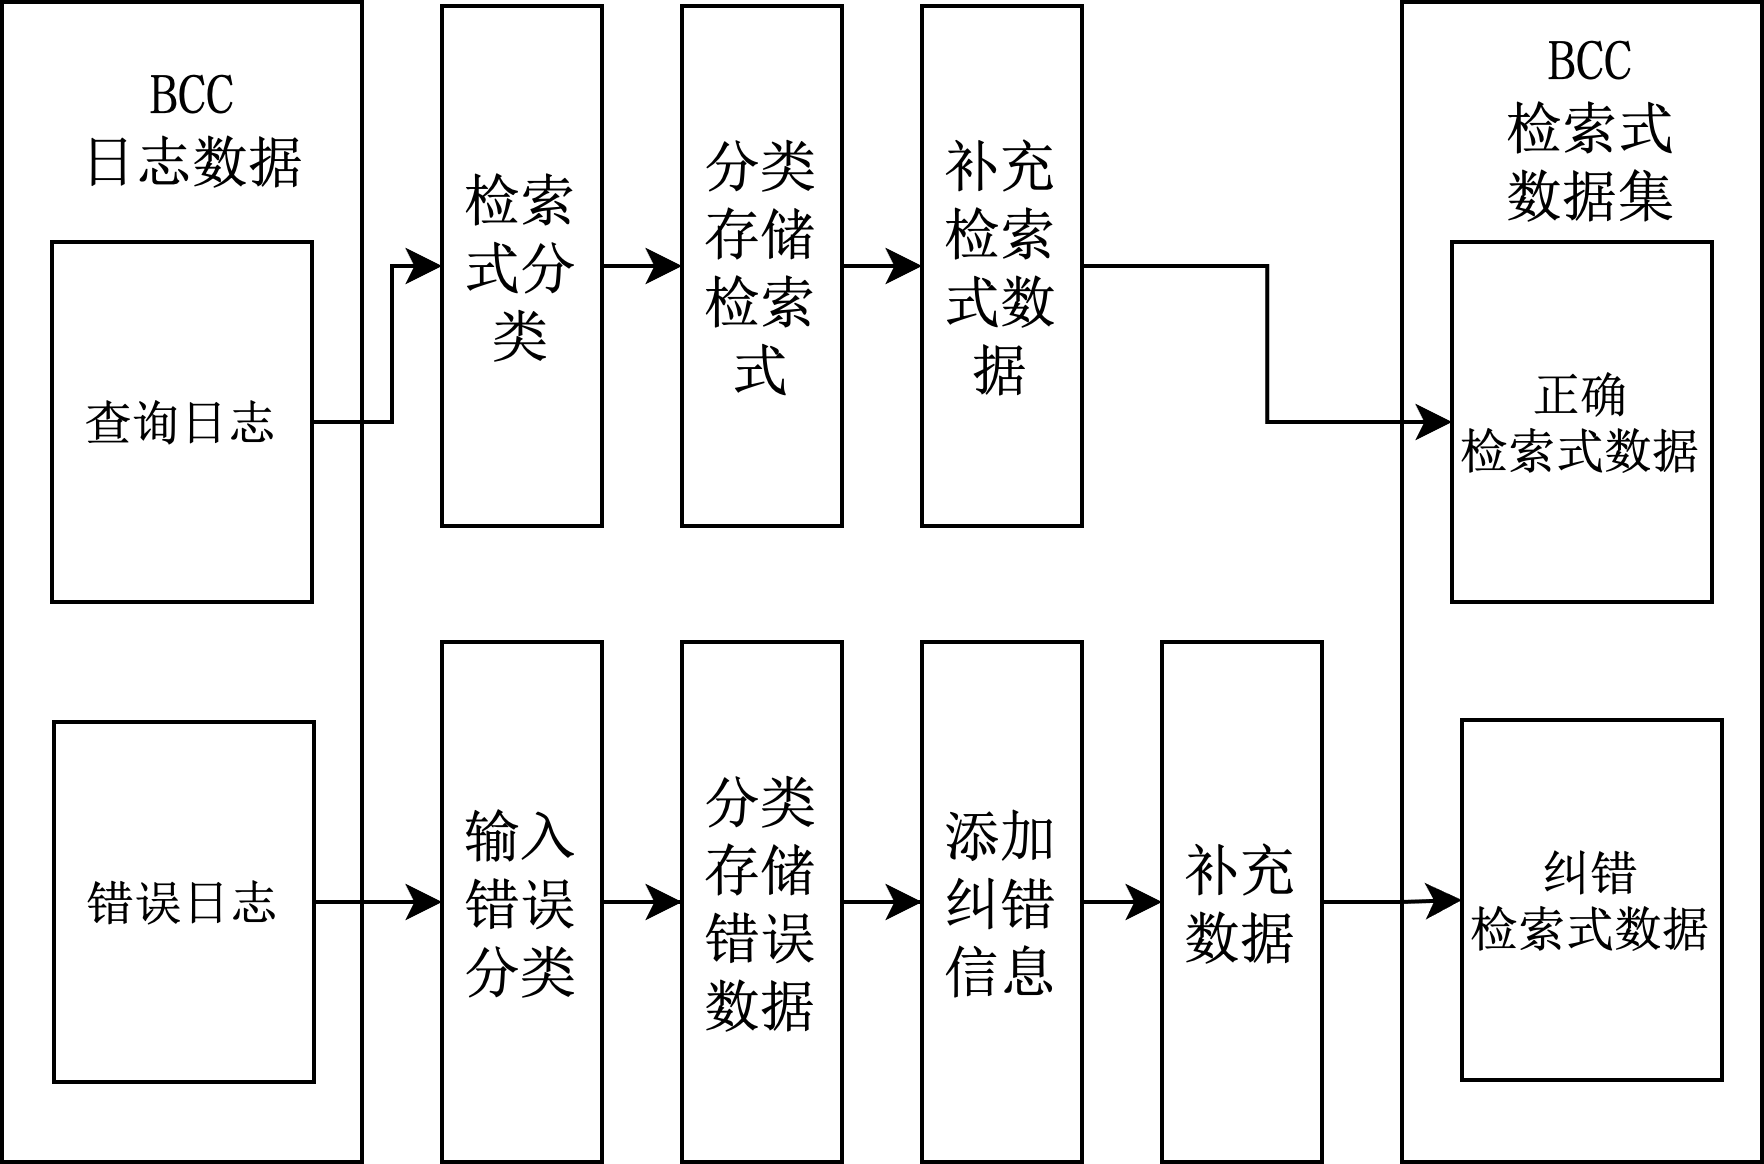 BCC
日志数据
查询日志
错误日志
检索
式分
类
分类
存储
检索
式
补充
检索
式数
据
输入
错误
分类
分类
存储
错误
数据
添加
纠错
信息
补充
数据
BCC
检索式
数据集
正确
检索式数据
纠错
检索式数据